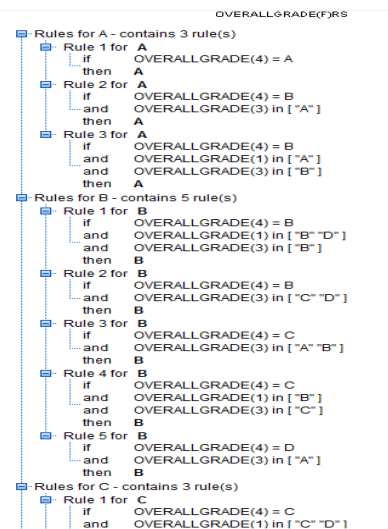 OVERALLGRADE(F)RS
Rules for A - contains 3 rule(s)
Rule 1 for A
if OVERALLGRADE(4) = A
then A
Rule 2 for A
if OVERALLGRADE(4) = B
and OVERALLGRADE(3) in [ "A" ]
then A
Rule 3 for A
if OVERALLGRADE(4) = B
and OVERALLGRADE(1) in [ "A" ]
and OVERALLGRADE(3) in [ "B" ]
then A
Rules for B - contains 5 rule(s)
Rule 1 for B
if OVERALLGRADE(4) = B
and OVERALLGRADE(1) in [ "B" "D" ]
and OVERALLGRADE(3) in [ "B" ]
then B
Rule 2 for B
if OVERALLGRADE(4) = B
and OVERALLGRADE(3) in [ "C" "D" ]
then B
Rule 3 for B
if OVERALLGRADE(4) = C
and OVERALLGRADE(3) in [ "A" "B" ]
then B
Rule 4 for B
if OVERALLGRADE(4) = C
and OVERALLGRADE(1) in [ "B" ]
and OVERALLGRADE(3) in [ "C" ]
then B
Rule 5 for B
if OVERALLGRADE(4) = D
and OVERALLGRADE(3) in [ "A" ]
then B
Rules for C - contains 3 rule(s)
Rule 1 for C
if OVERALLGRADE(4) = C
and OVERALLGRADE(1) in [ "C" "D" ]